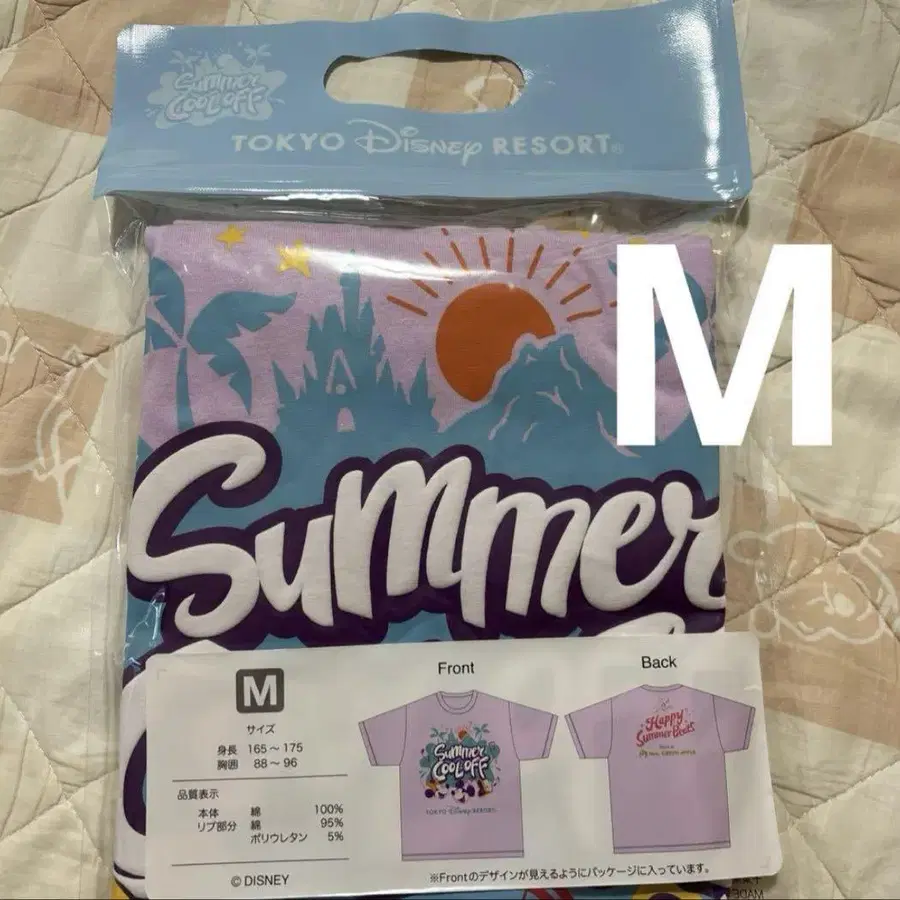 Summer
COOL OFF
TOKYO Disney RESORT®
M
Summer
M
サイズ
身長 165～175
胸囲 88～96
品質表示
本体 綿 100%
リブ部分 綿 95%
ポリウレタン 5%
© DISNEY
Front
Summer
COOL OFF
TOKYO Disney RESORT
Back
Happy
Summer Beats
※Frontのデザインが見えるようにパッケージに入っています。
MADE